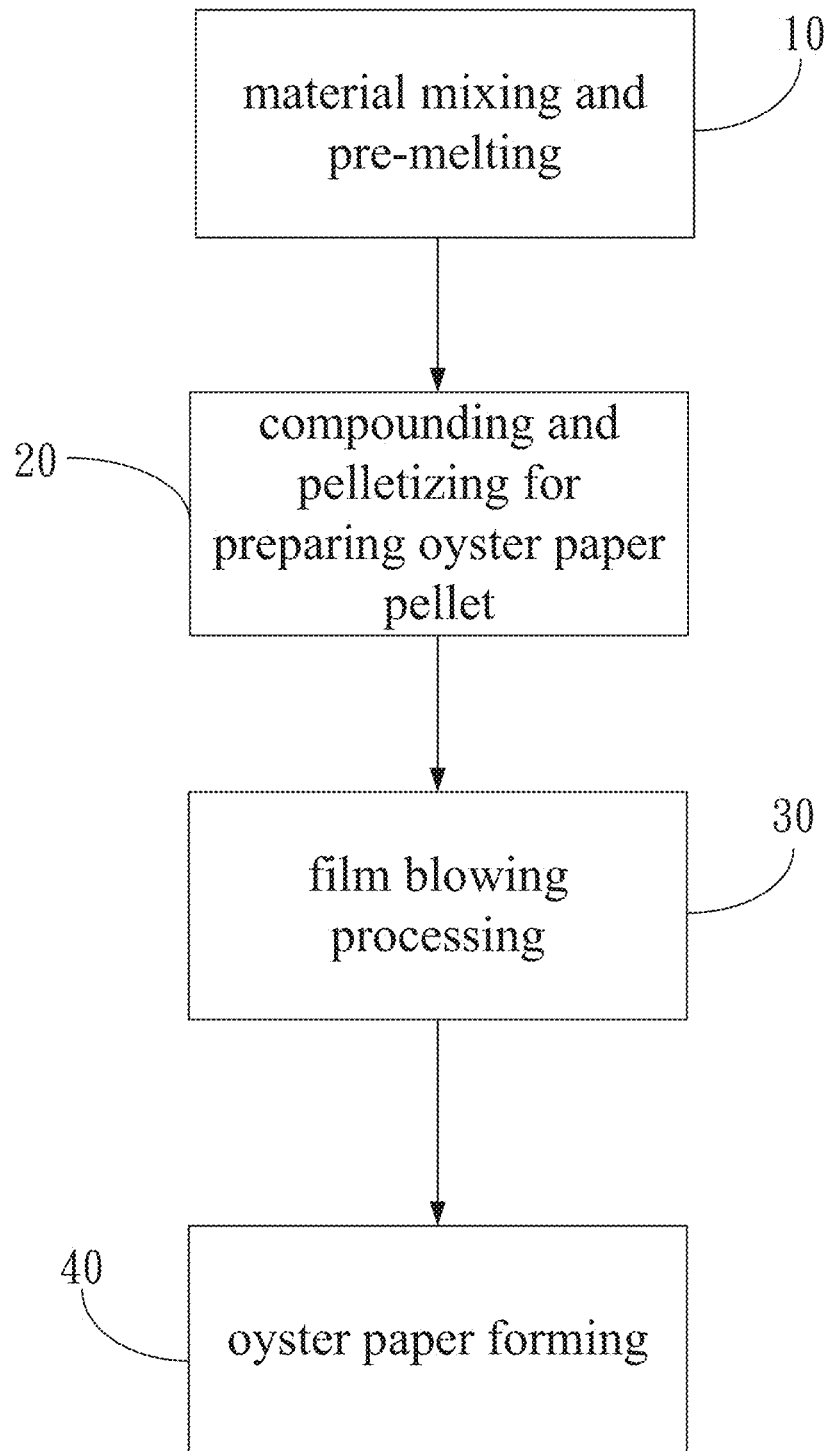 10
material mixing and
pre-melting
20
compounding and
pelletizing for
preparing oyster paper
pellet
30
film blowing
processing
40
oyster paper forming